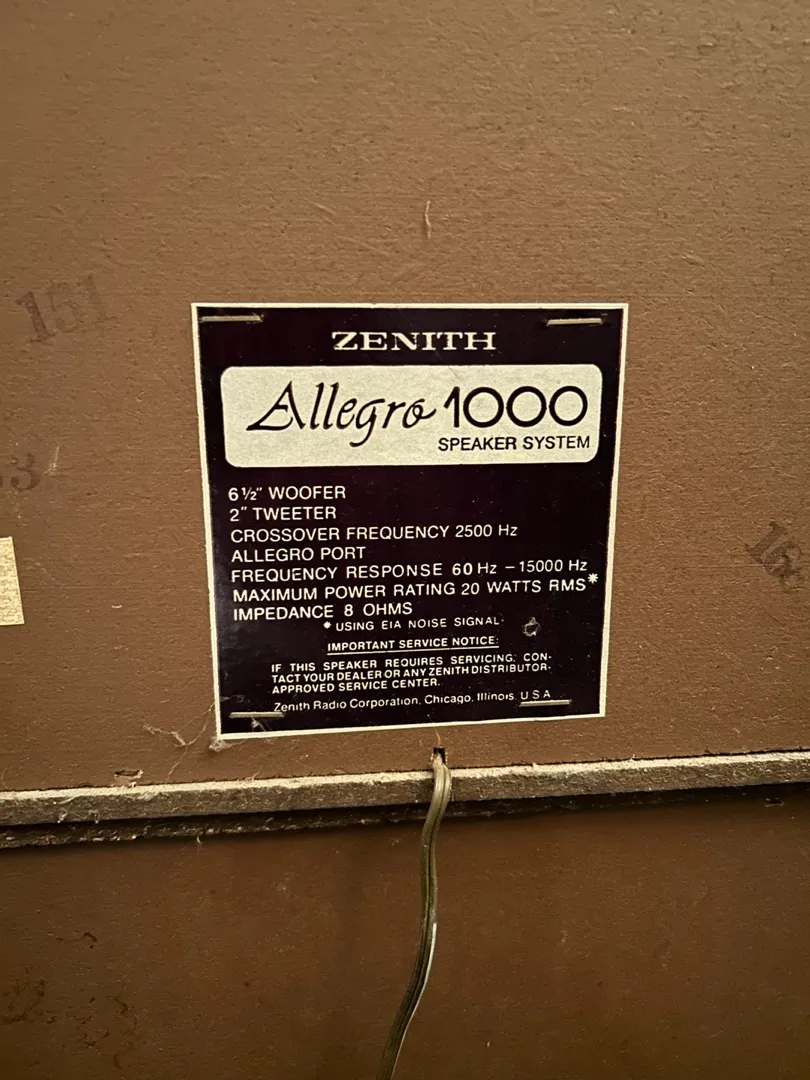 ZENITH
Allegro 1000
SPEAKER SYSTEM
6½" WOOFER
2" TWEETER
CROSSOVER FREQUENCY 2500 Hz
ALLEGRO PORT
FREQUENCY RESPONSE 60 Hz – 15000 Hz
MAXIMUM POWER RATING 20 WATTS RMS*
IMPEDANCE 8 OHMS
* USING EIA NOISE SIGNAL.
IMPORTANT SERVICE NOTICE:
IF THIS SPEAKER REQUIRES SERVICING: CON-
TACT YOUR DEALER OR ANY ZENITH DISTRIBUTOR-
APPROVED SERVICE CENTER.
Zenith Radio Corporation, Chicago, Illinois, U S A
151